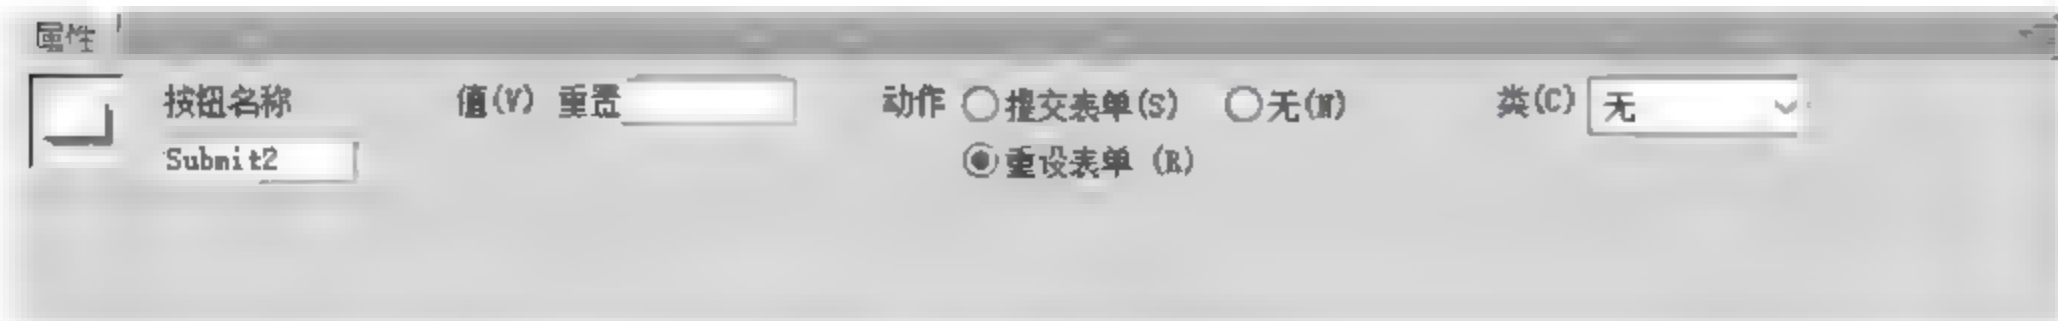 属性
按钮名称 值(V) 重置 动作 提交表单(S) 无(N) 类(C) 无
Submit2 重设表单 (R)